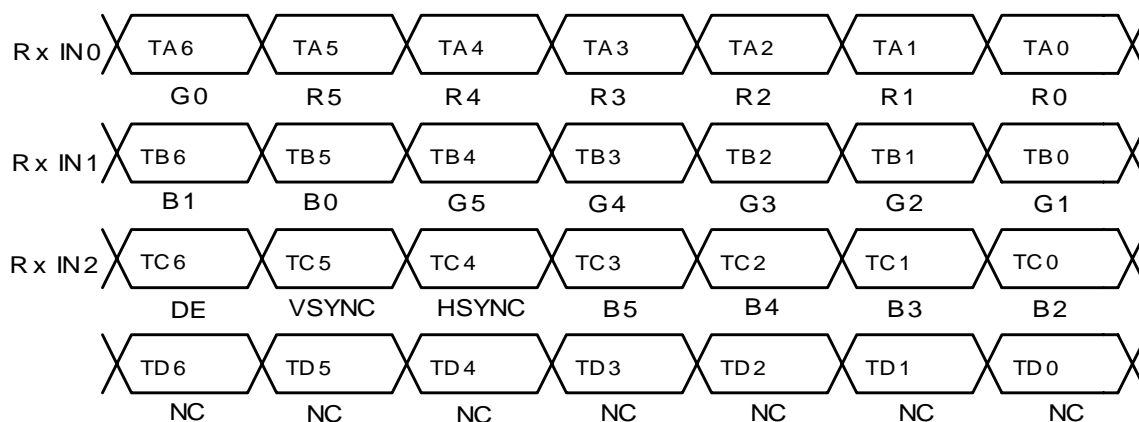 Rx IN0 TA6 TA5 TA4 TA3 TA2 TA1 TA0
G0 R5 R4 R3 R2 R1 R0
Rx IN1 TB6 TB5 TB4 TB3 TB2 TB1 TB0
B1 B0 G5 G4 G3 G2 G1
Rx IN2 TC6 TC5 TC4 TC3 TC2 TC1 TC0
DE VSYNC HSYNC B5 B4 B3 B2
TD6 TD5 TD4 TD3 TD2 TD1 TD0
NC NC NC NC NC NC NC